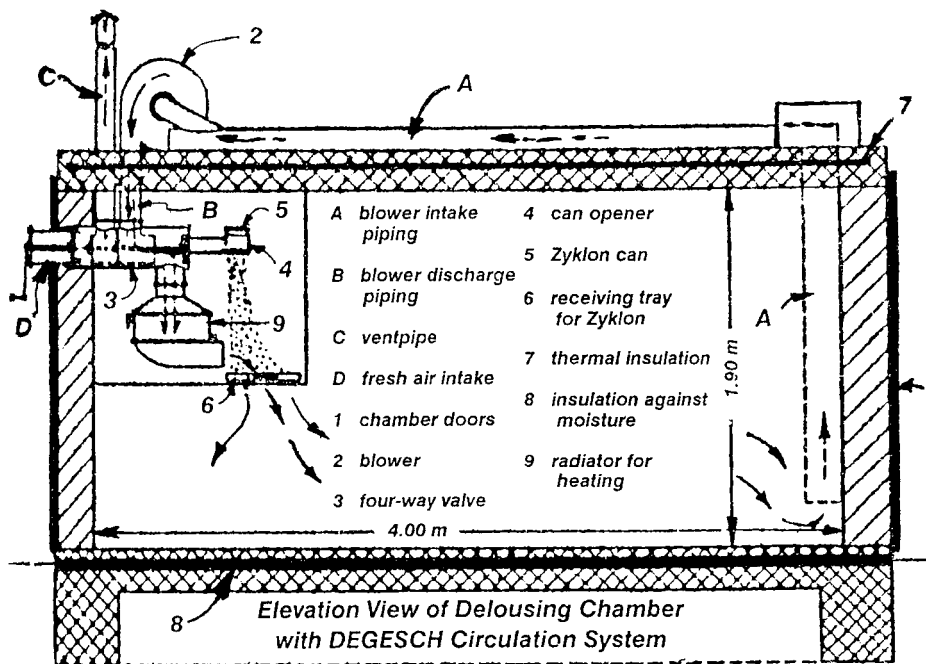 C
2
A
7
B
5
4
3
D
9
6
A
A blower intake
piping
B blower discharge
piping
C ventpipe
D fresh air intake
1 chamber doors
2 blower
3 four-way valve
4 can opener
5 Zyklon can
6 receiving tray
for Zyklon
7 thermal insulation
8 insulation against
moisture
9 radiator for
heating
1.90 m
4.00 m
8
Elevation View of Delousing Chamber
with DEGESCH Circulation System